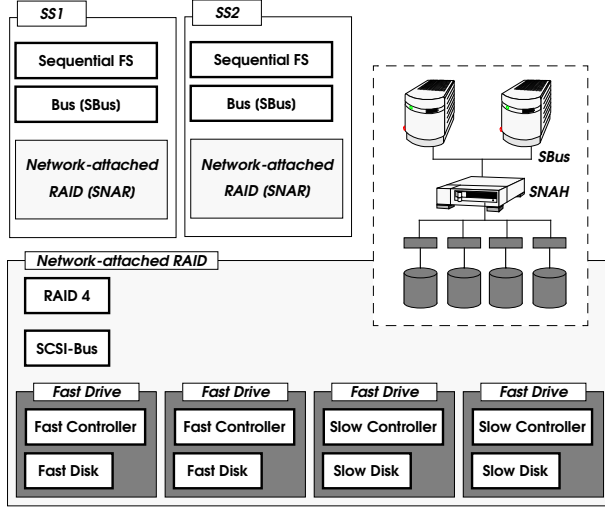 SS1
SS2
Sequential FS
Sequential FS
Bus (SBus)
Bus (SBus)
Network-attached
RAID (SNAR)
Network-attached
RAID (SNAR)
SBus
SNAH
Network-attached RAID
RAID 4
SCSI-Bus
Fast Drive
Fast Drive
Fast Drive
Fast Drive
Fast Controller
Fast Controller
Slow Controller
Slow Controller
Fast Disk
Fast Disk
Slow Disk
Slow Disk